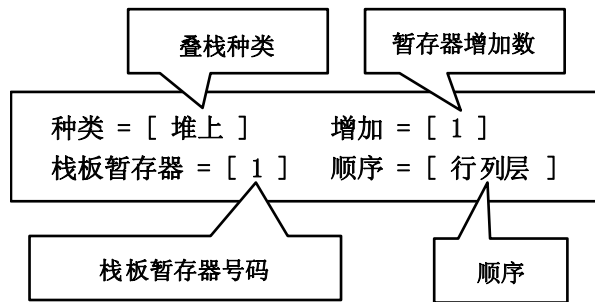 叠栈种类
暂存器增加数
种类 = [ 堆上 ] 增加 = [ 1 ]
栈板暂存器 = [ 1 ] 顺序 = [ 行列层 ]
栈板暂存器号码
顺序